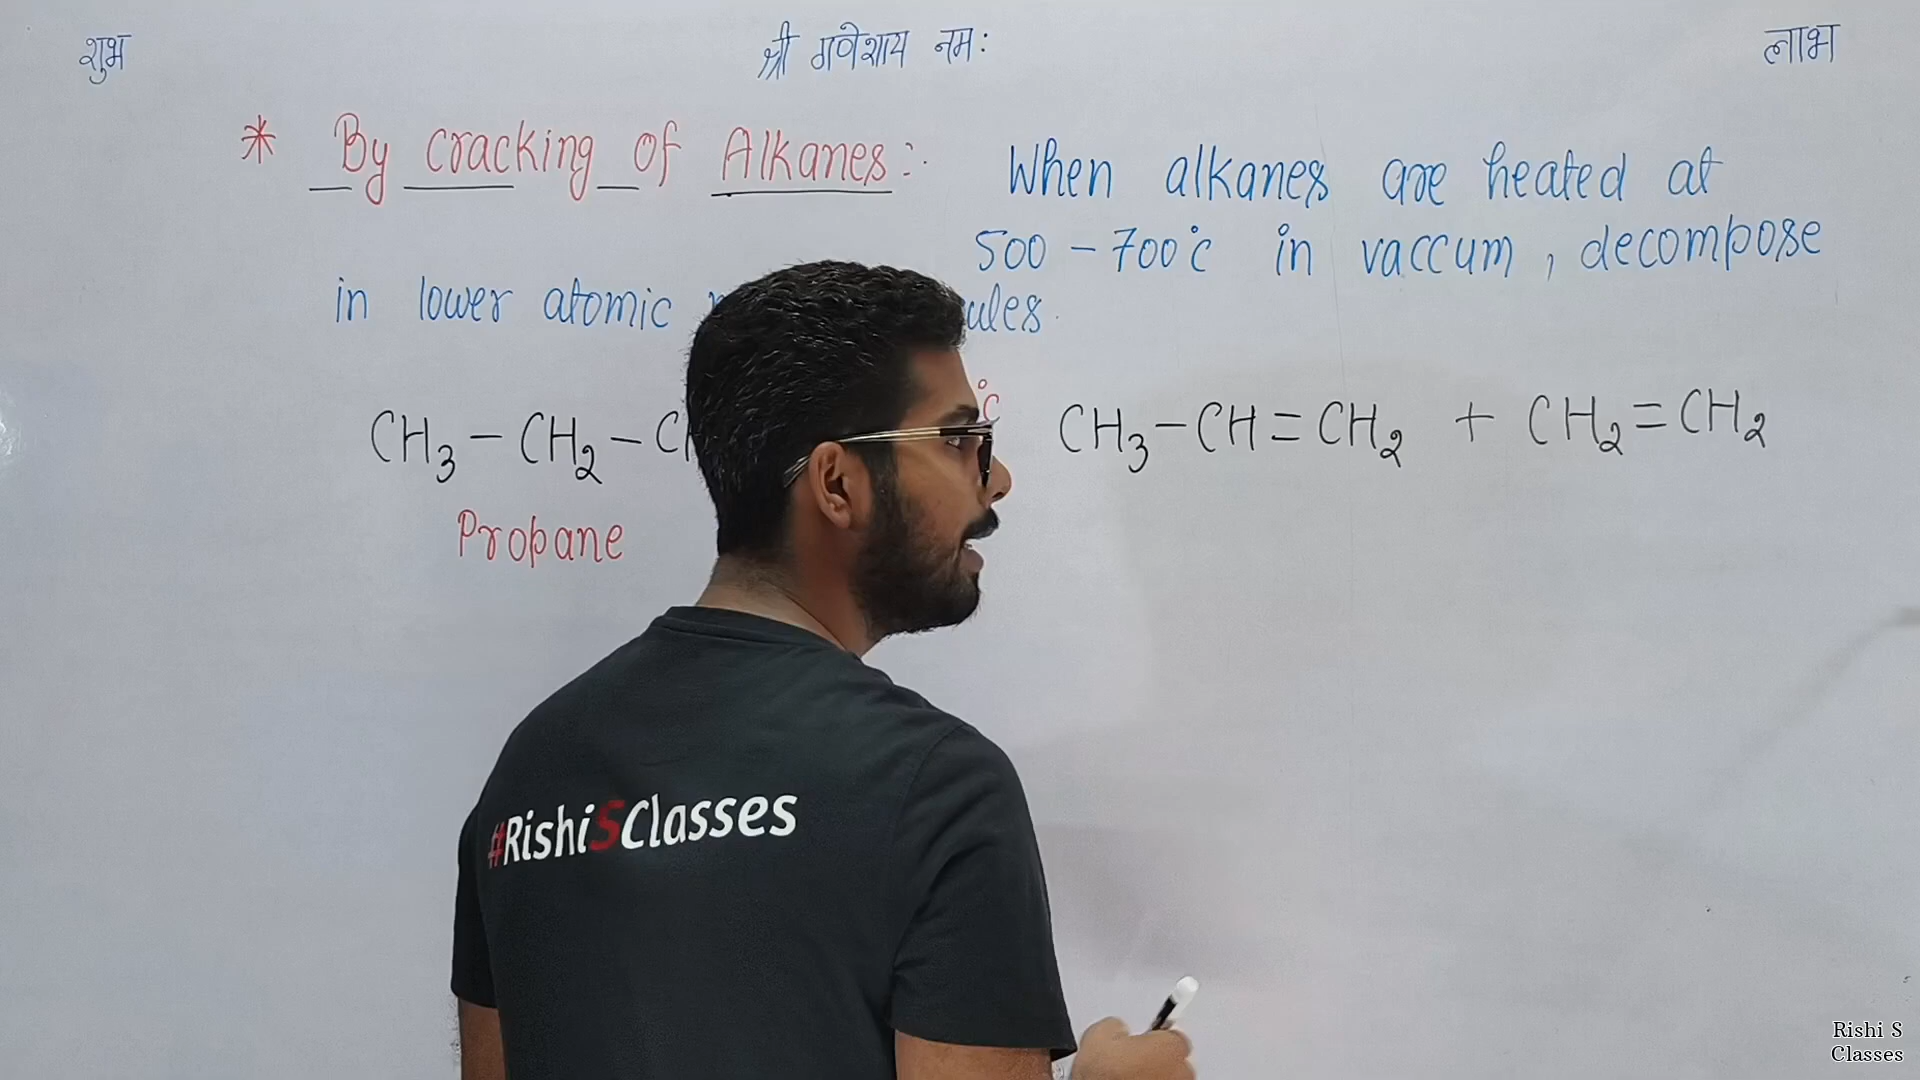 शुभ श्री गणेशाय नमः लाभ
* By cracking of Alkanes:- When alkanes are heated at
500 - 700°c in vaccum, decompose
in lower atomic
CH₃-CH₂- °c CH₃-CH=CH₂ + CH₂=CH₂
Propane
#RishiSClasses
Rishi S
Classes